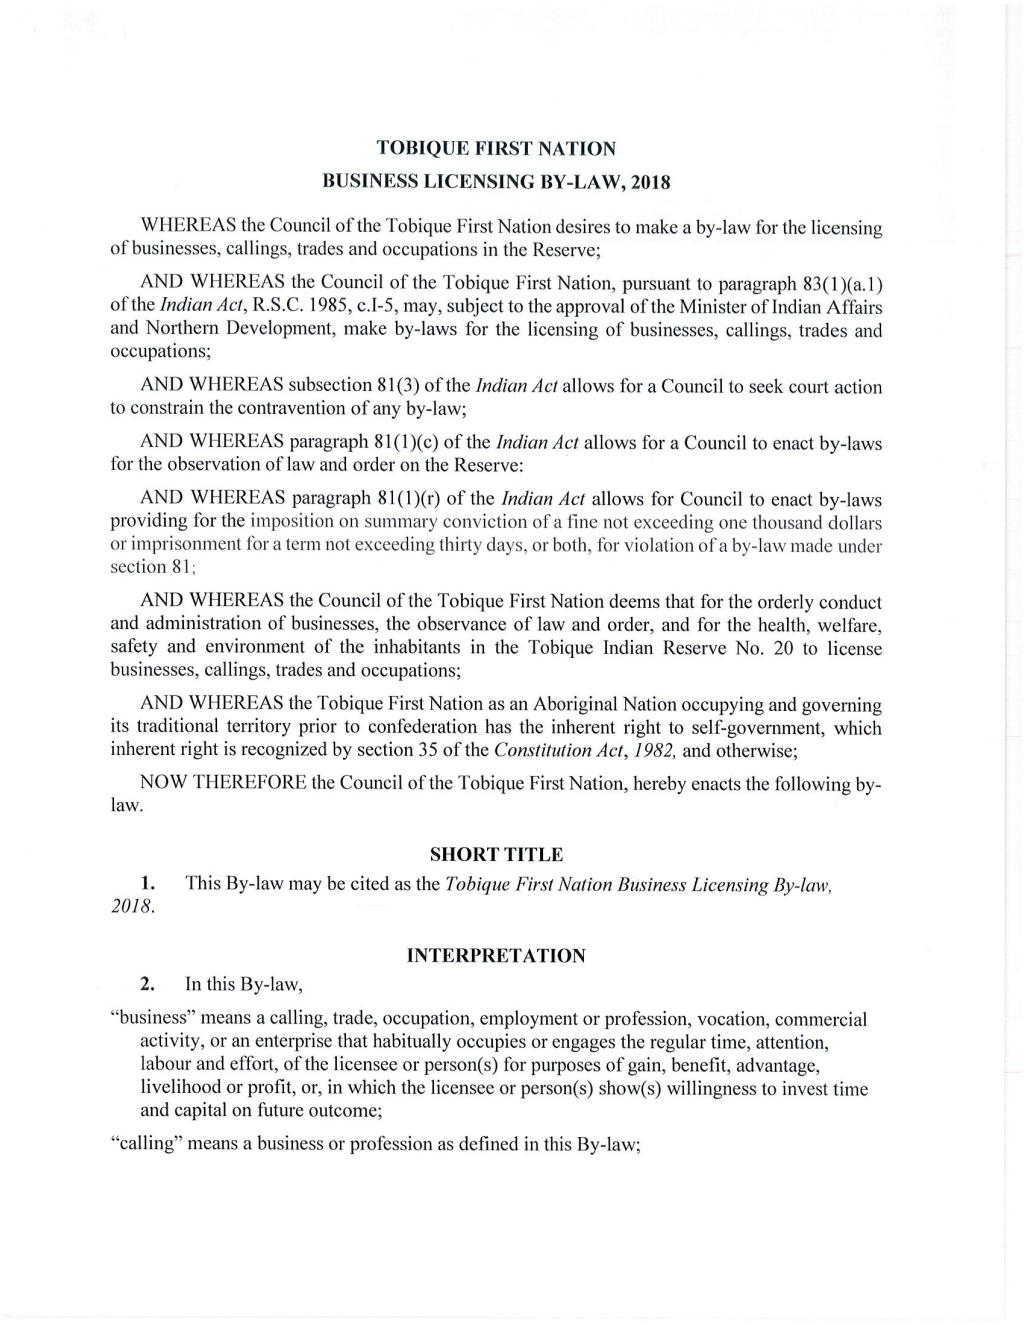 TOBIQUE FIRST NATION
BUSINESS LICENSING BY-LAW, 2018
WHEREAS the Council of the Tobique First Nation desires to make a by-law for the licensing
of businesses, callings, trades and occupations in the Reserve;
AND WHEREAS the Council of the Tobique First Nation, pursuant to paragraph 83(1)(a.1)
of the Indian Act, R.S.C. 1985, c.I-5, may, subject to the approval of the Minister of Indian Affairs
and Northern Development, make by-laws for the licensing of businesses, callings, trades and
occupations;
AND WHEREAS subsection 81(3) of the Indian Act allows for a Council to seek court action
to constrain the contravention of any by-law;
AND WHEREAS paragraph 81(1)(c) of the Indian Act allows for a Council to enact by-laws
for the observation of law and order on the Reserve:
AND WHEREAS paragraph 81(1)(r) of the Indian Act allows for Council to enact by-laws
providing for the imposition on summary conviction of a fine not exceeding one thousand dollars
or imprisonment for a term not exceeding thirty days, or both, for violation of a by-law made under
section 81;
AND WHEREAS the Council of the Tobique First Nation deems that for the orderly conduct
and administration of businesses, the observance of law and order, and for the health, welfare,
safety and environment of the inhabitants in the Tobique Indian Reserve No. 20 to license
businesses, callings, trades and occupations;
AND WHEREAS the Tobique First Nation as an Aboriginal Nation occupying and governing
its traditional territory prior to confederation has the inherent right to self-government, which
inherent right is recognized by section 35 of the Constitution Act, 1982, and otherwise;
NOW THEREFORE the Council of the Tobique First Nation, hereby enacts the following by-
law.
SHORT TITLE
1. This By-law may be cited as the Tobique First Nation Business Licensing By-law,
2018.
INTERPRETATION
2. In this By-law,
“business” means a calling, trade, occupation, employment or profession, vocation, commercial
activity, or an enterprise that habitually occupies or engages the regular time, attention,
labour and effort, of the licensee or person(s) for purposes of gain, benefit, advantage,
livelihood or profit, or, in which the licensee or person(s) show(s) willingness to invest time
and capital on future outcome;
“calling” means a business or profession as defined in this By-law;